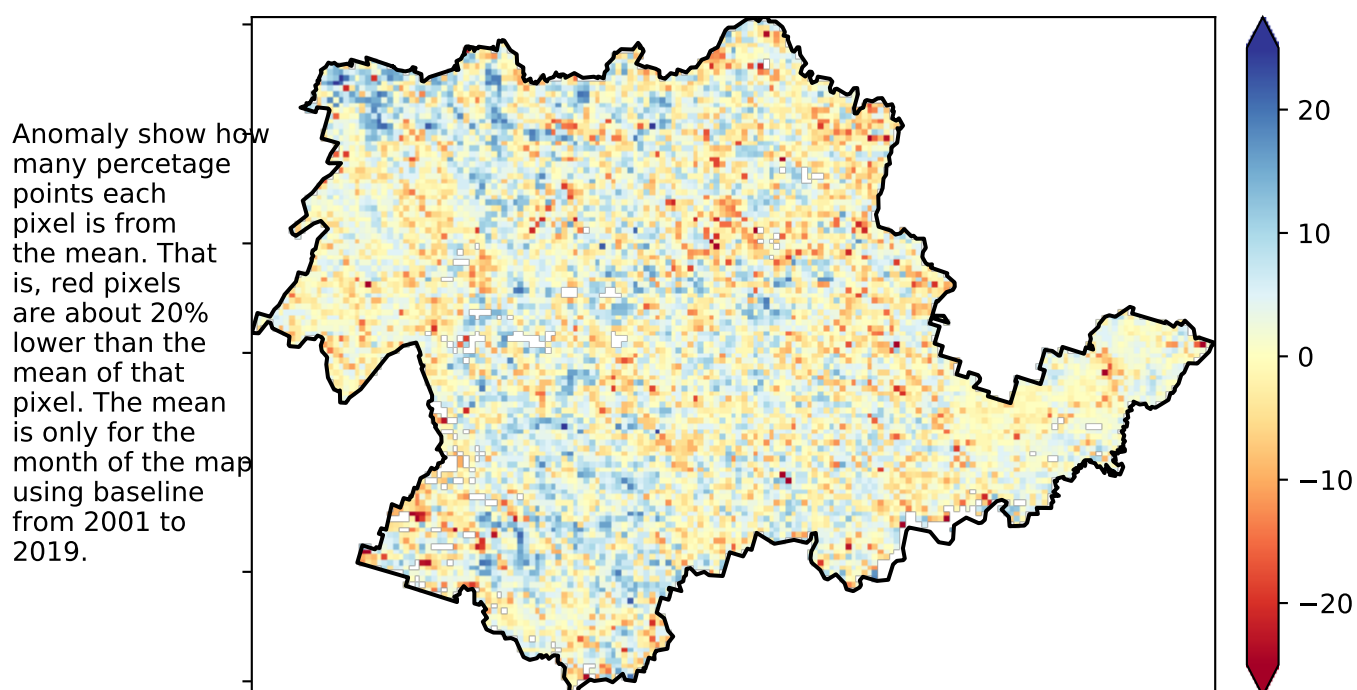 Anomaly show how
many percetage
points each
pixel is from
the mean. That
is, red pixels
are about 20%
lower than the
mean of that
pixel. The mean
is only for the
month of the map
using baseline
from 2001 to
2019.
20
10
0
−10
−20